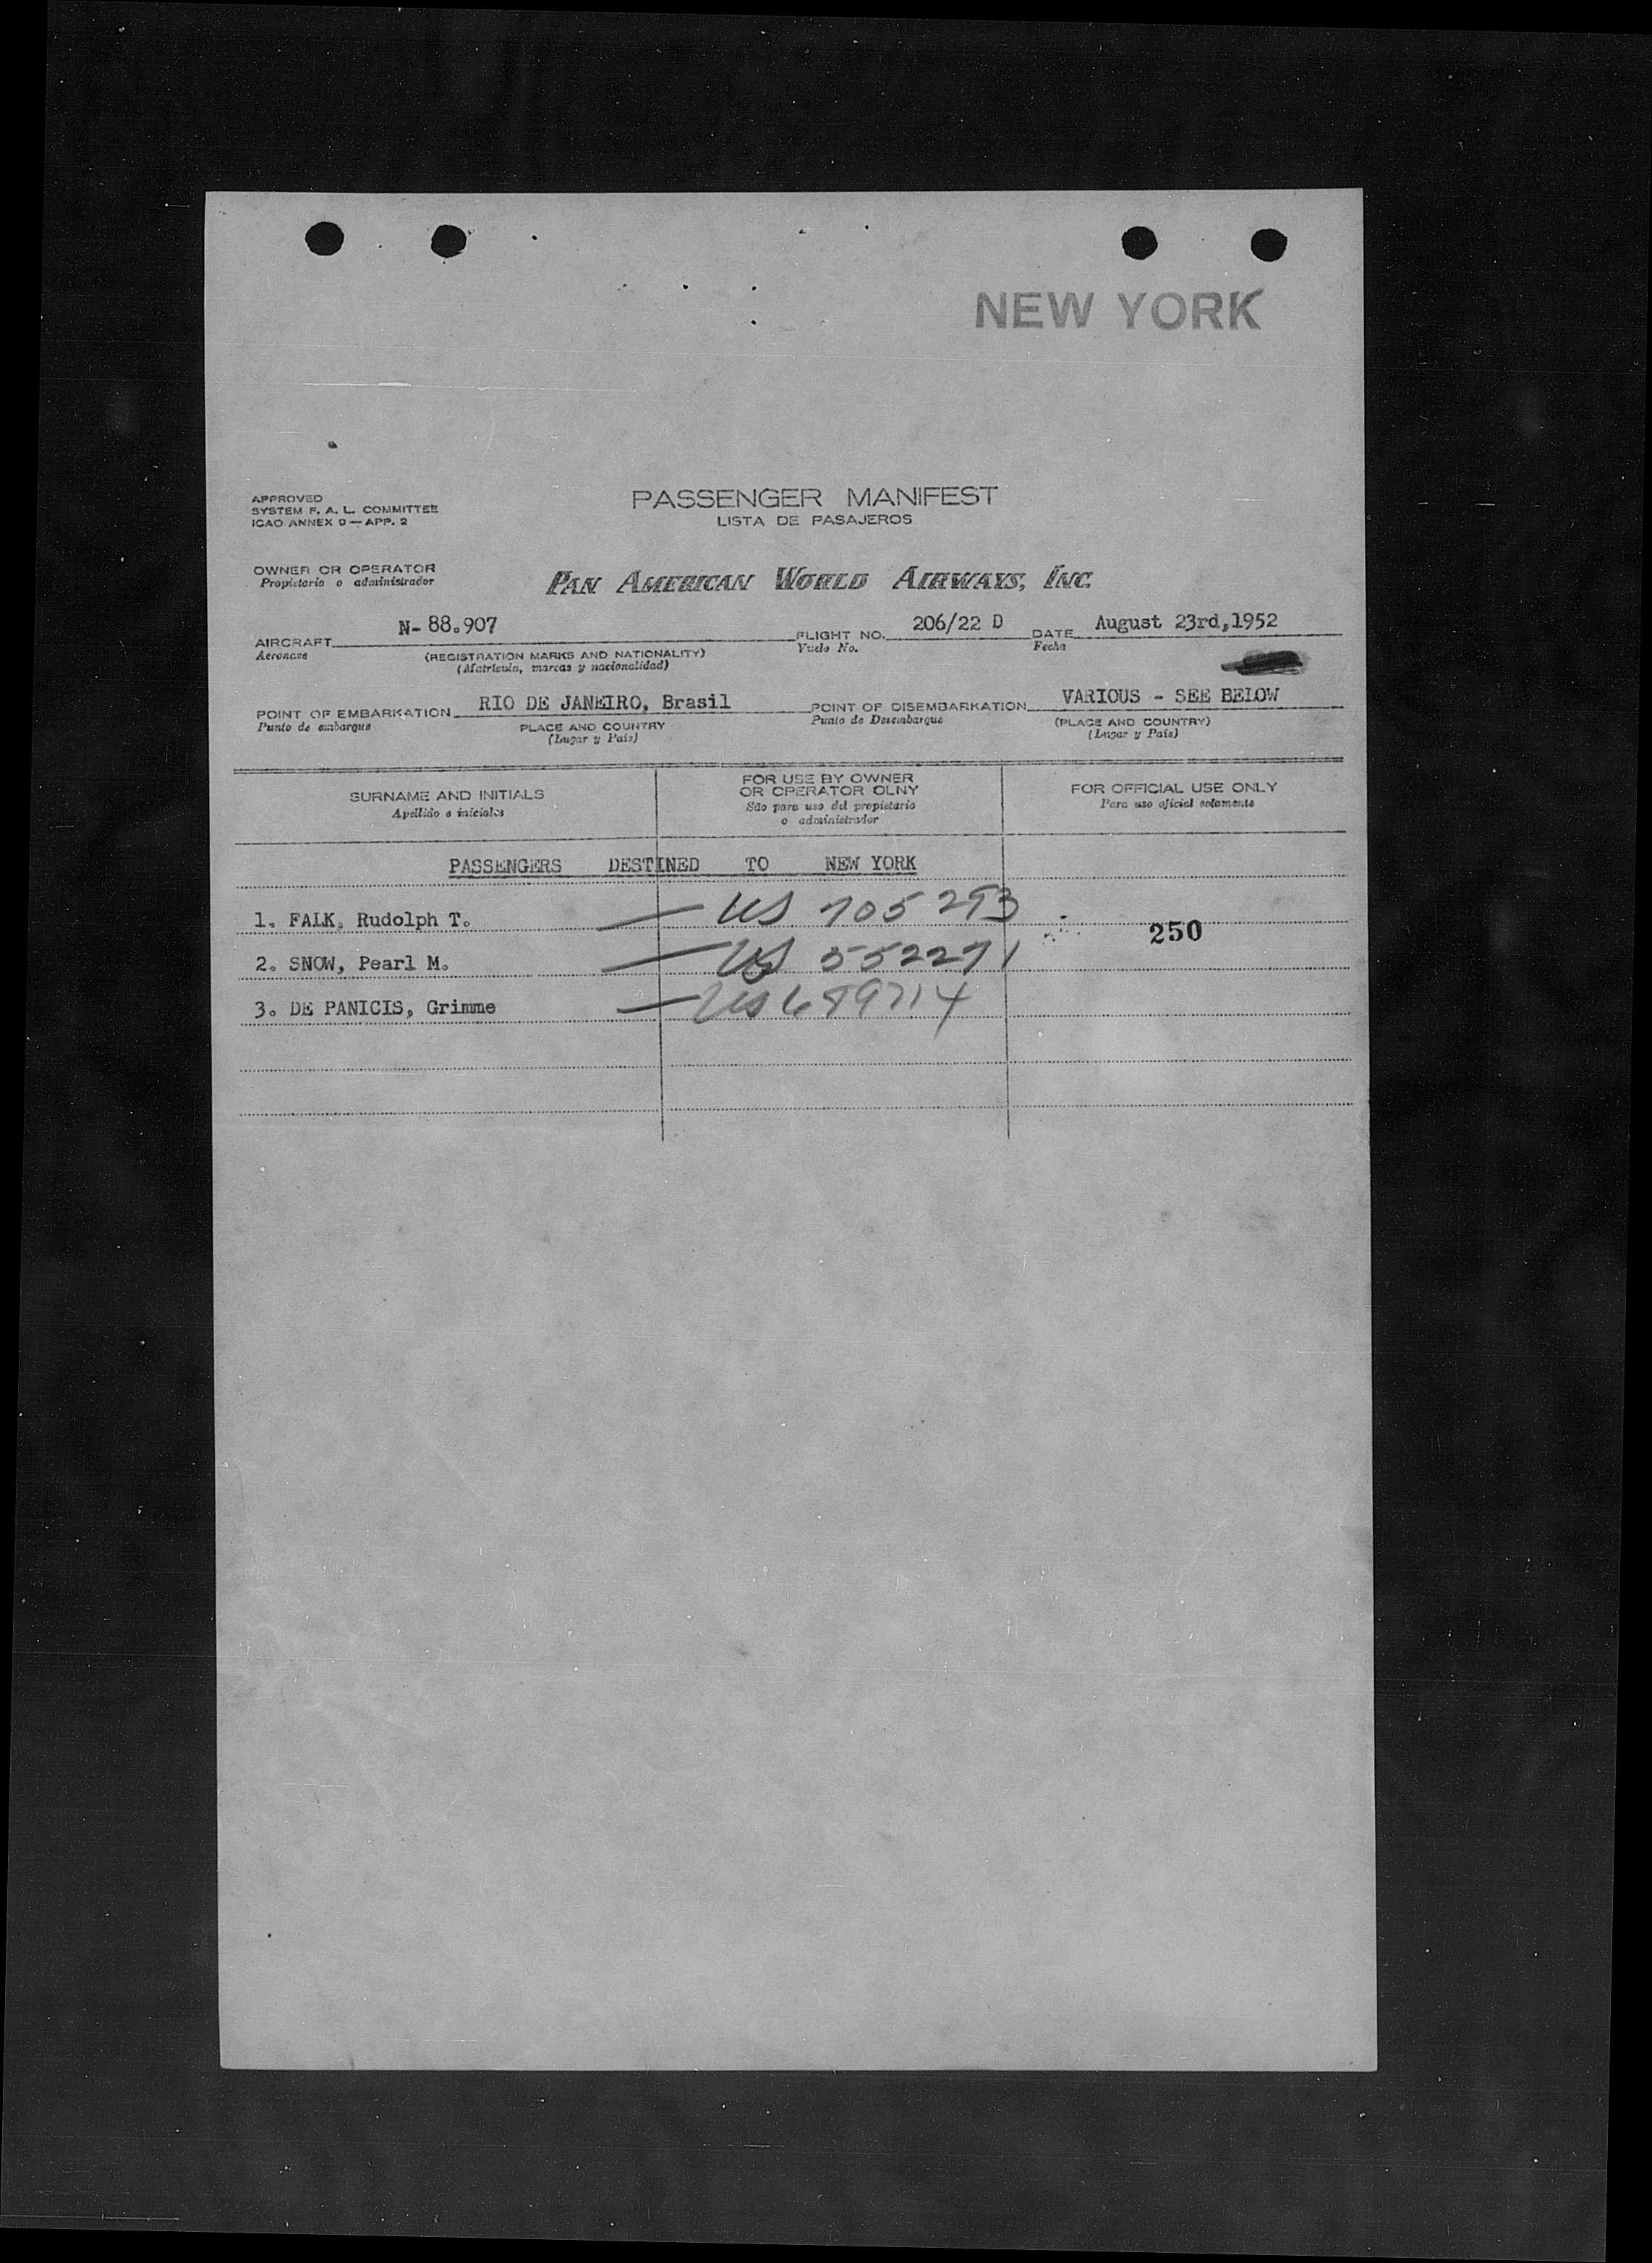 NEW YORK
APPROVED
SYSTEM F. A. L. COMMITTEE
ICAO ANNEX 9 — APP. 2
PASSENGER MANIFEST
LISTA DE PASAJEROS
OWNER OR OPERATOR
Propietario o administrador
PAN AMERICAN WORLD AIRWAYS, INC.
AIRCRAFT N- 88.907 FLIGHT NO. 206/22 D DATE August 23rd, 1952
Aeronave (REGISTRATION MARKS AND NATIONALITY) Vuelo No. Fecha
(Matrícula, marcas y nacionalidad)
POINT OF EMBARKATION RIO DE JANEIRO, Brasil POINT OF DISEMBARKATION VARIOUS - SEE BELOW
Punto de embarque PLACE AND COUNTRY Punto de Desembarque (PLACE AND COUNTRY)
(Lugar y País) (Lugar y País)
SURNAME AND INITIALS
Apellido e iniciales
FOR USE BY OWNER
OR OPERATOR OLNY
São para uso del propietario
o administrador
FOR OFFICIAL USE ONLY
Para uso oficial solamente
PASSENGERS DESTINED TO NEW YORK
1. FALK, Rudolph T. — US 705293
250
2. SNOW, Pearl M. — US 552271
3. DE PANICIS, Grimme — US 689714